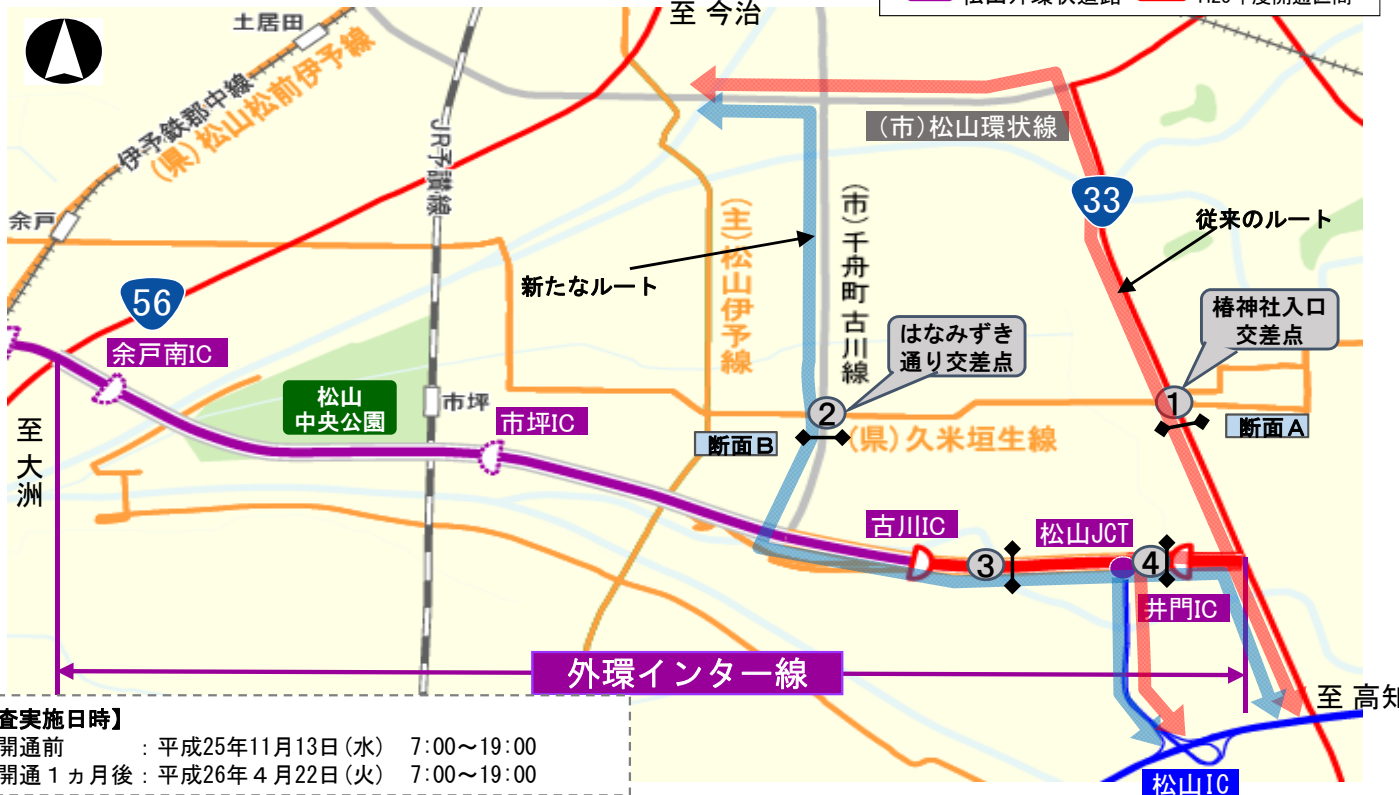 至 今治
土居田
伊予鉄郡中線
(県)松山松前伊予線
JR予讃線
(市)松山環状線
33
従来のルート
余戸
(主)松山伊予線
(市)千舟町古川線
新たなルート
56
椿神社入口
交差点
はなみずき
通り交差点
余戸南IC
松山
中央公園
市坪
市坪IC
①
②
断面A
断面B
(県)久米垣生線
至 大洲
古川IC
松山JCT
③
④
井門IC
外環インター線
至 高知
査実施日時】
開通前 : 平成25年11月13日(水) 7:00～19:00
開通1ヵ月後 : 平成26年4月22日(火) 7:00～19:00
松山IC